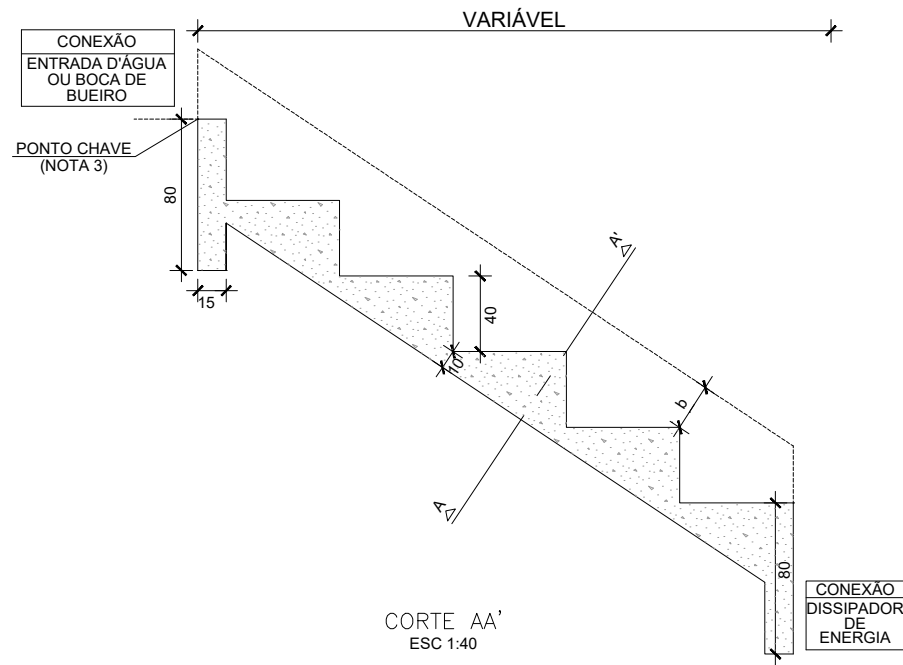 VARIÁVEL
CONEXÃO
ENTRADA D'ÁGUA
OU BOCA DE
BUEIRO
PONTO CHAVE
(NOTA 3)
80
15
A'
40
10
b
A
80
CONEXÃO
DISSIPADOR
DE
ENERGIA
CORTE AA'
ESC 1:40